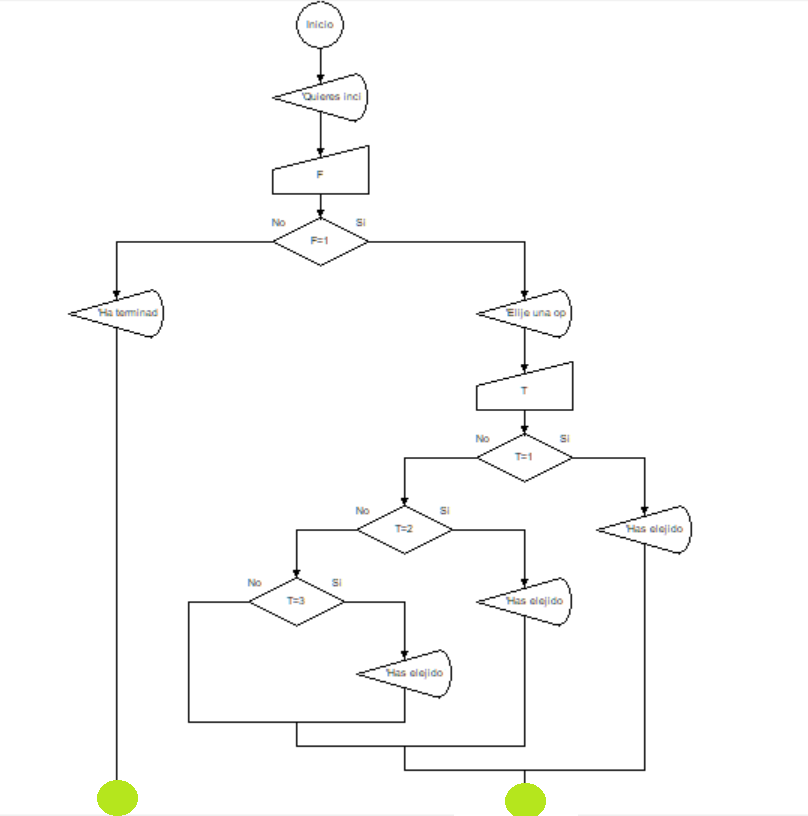 Inicio
'Quieres inci
F
No
Si
F=1
'Ha terminad
'Elije una op
T
No
Si
T=1
No
Si
T=2
'Has elejido
No
Si
T=3
'Has elejido
'Has elejido